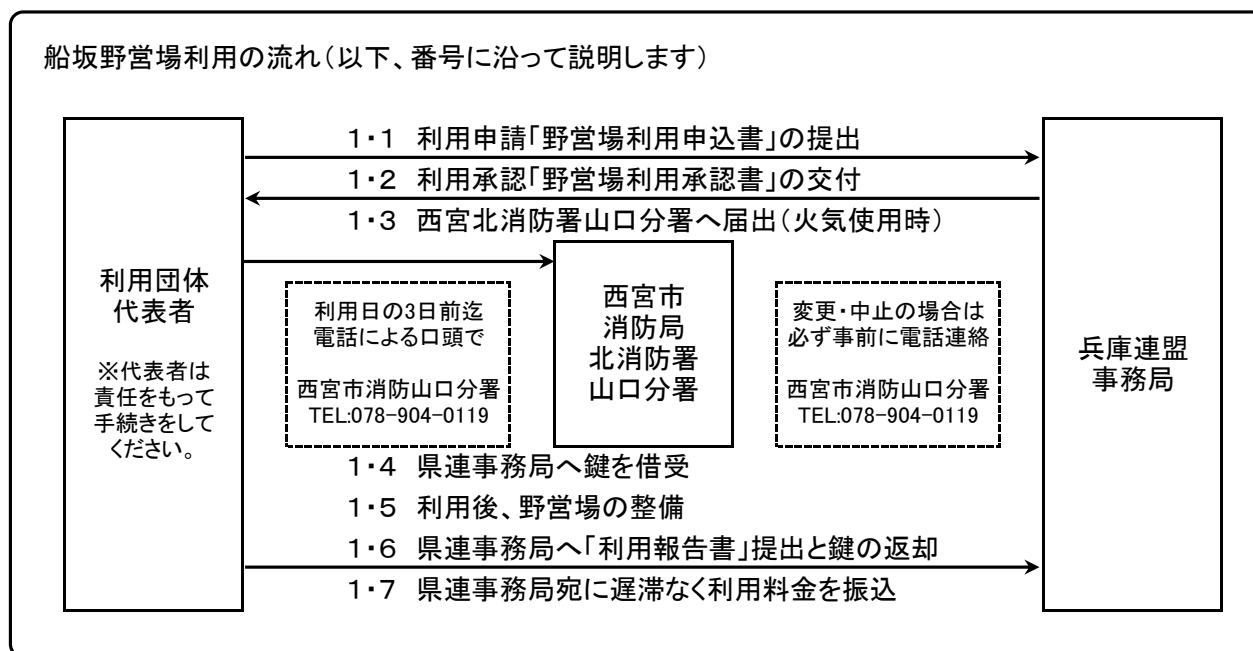 船坂野営場利用の流れ（以下、番号に沿って説明します）
1・1 利用申請「野営場利用申込書」の提出
1・2 利用承認「野営場利用承認書」の交付
1・3 西宮北消防署山口分署へ届出（火気使用時）
利用団体
代表者
※代表者は
責任をもって
手続きをして
ください。
利用日の3日前迄
電話による口頭で
西宮市消防山口分署
TEL:078-904-0119
西宮市
消防局
北消防署
山口分署
変更・中止の場合は
必ず事前に電話連絡
西宮市消防山口分署
TEL:078-904-0119
兵庫連盟
事務局
1・4 県連事務局へ鍵を借受
1・5 利用後、野営場の整備
1・6 県連事務局へ「利用報告書」提出と鍵の返却
1・7 県連事務局宛に遅滞なく利用料金を振込